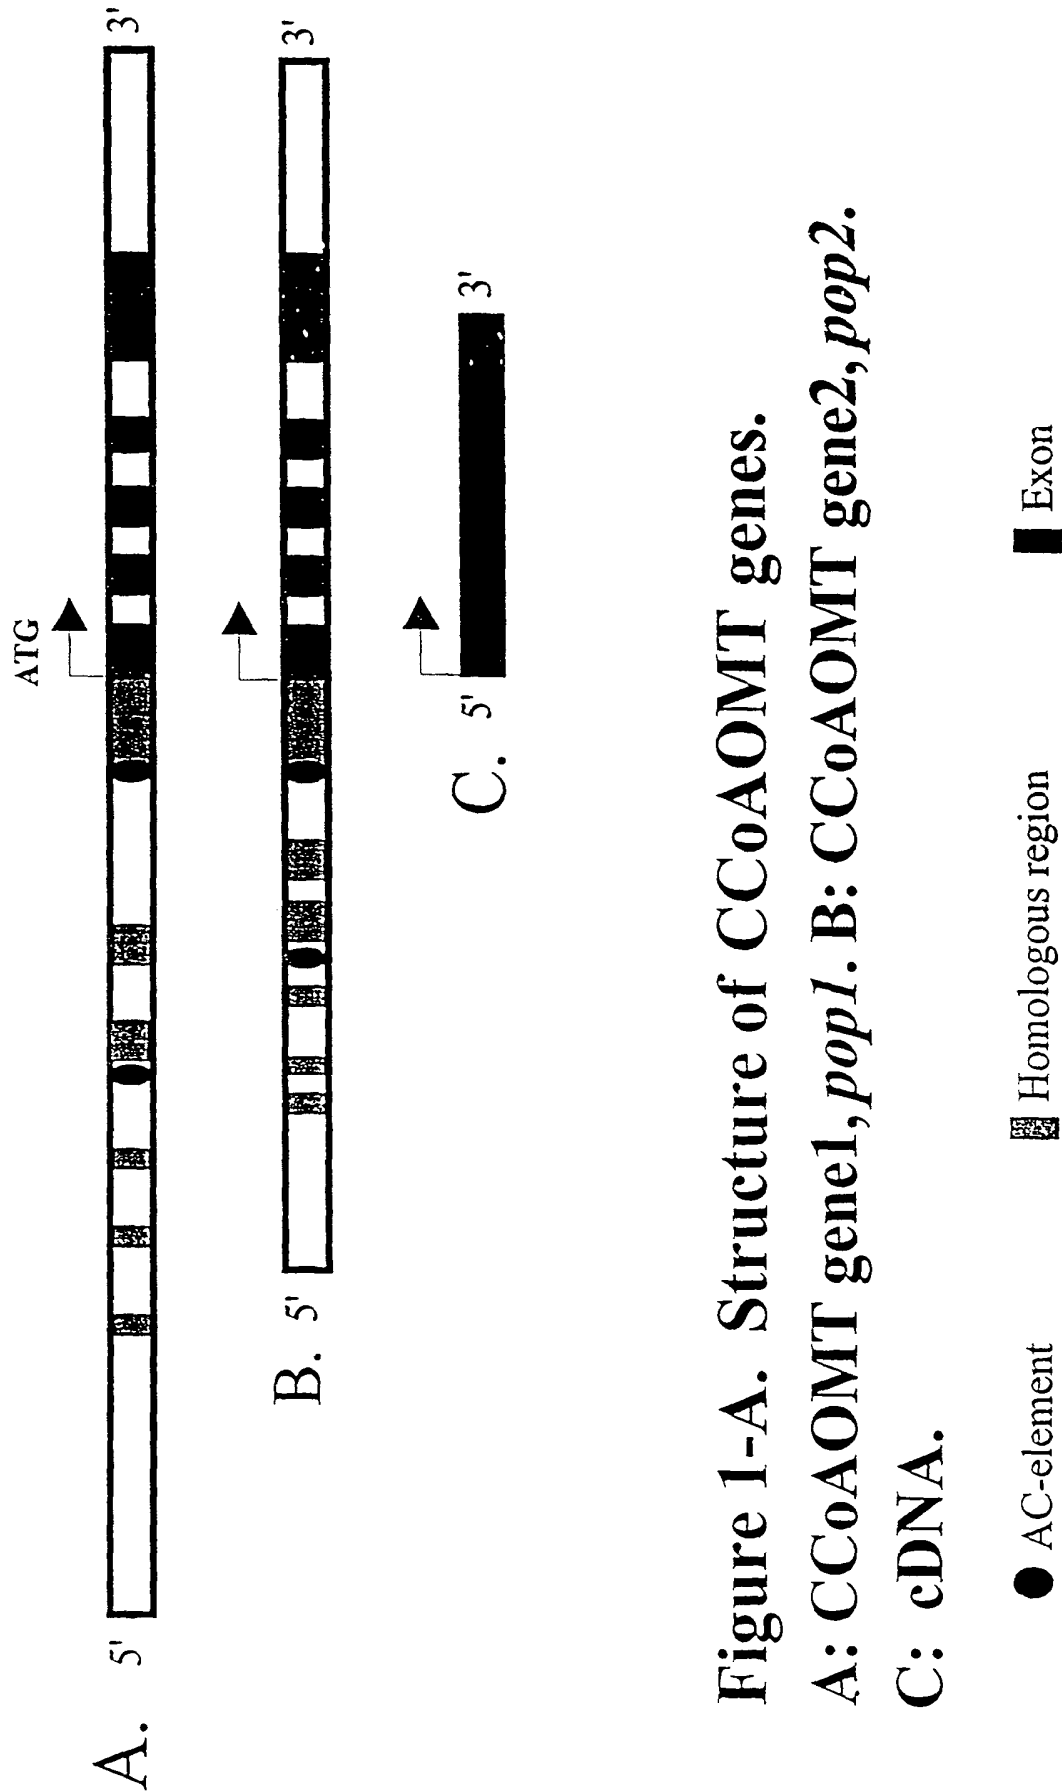 ATG
A. 5' 3'
B. 5' 3'
C. 5' 3'
Figure 1-A. Structure of CCoAOMT genes.
A: CCoAOMT gene1, pop1. B: CCoAOMT gene2, pop2.
C: cDNA.
AC-element Homologous region Exon